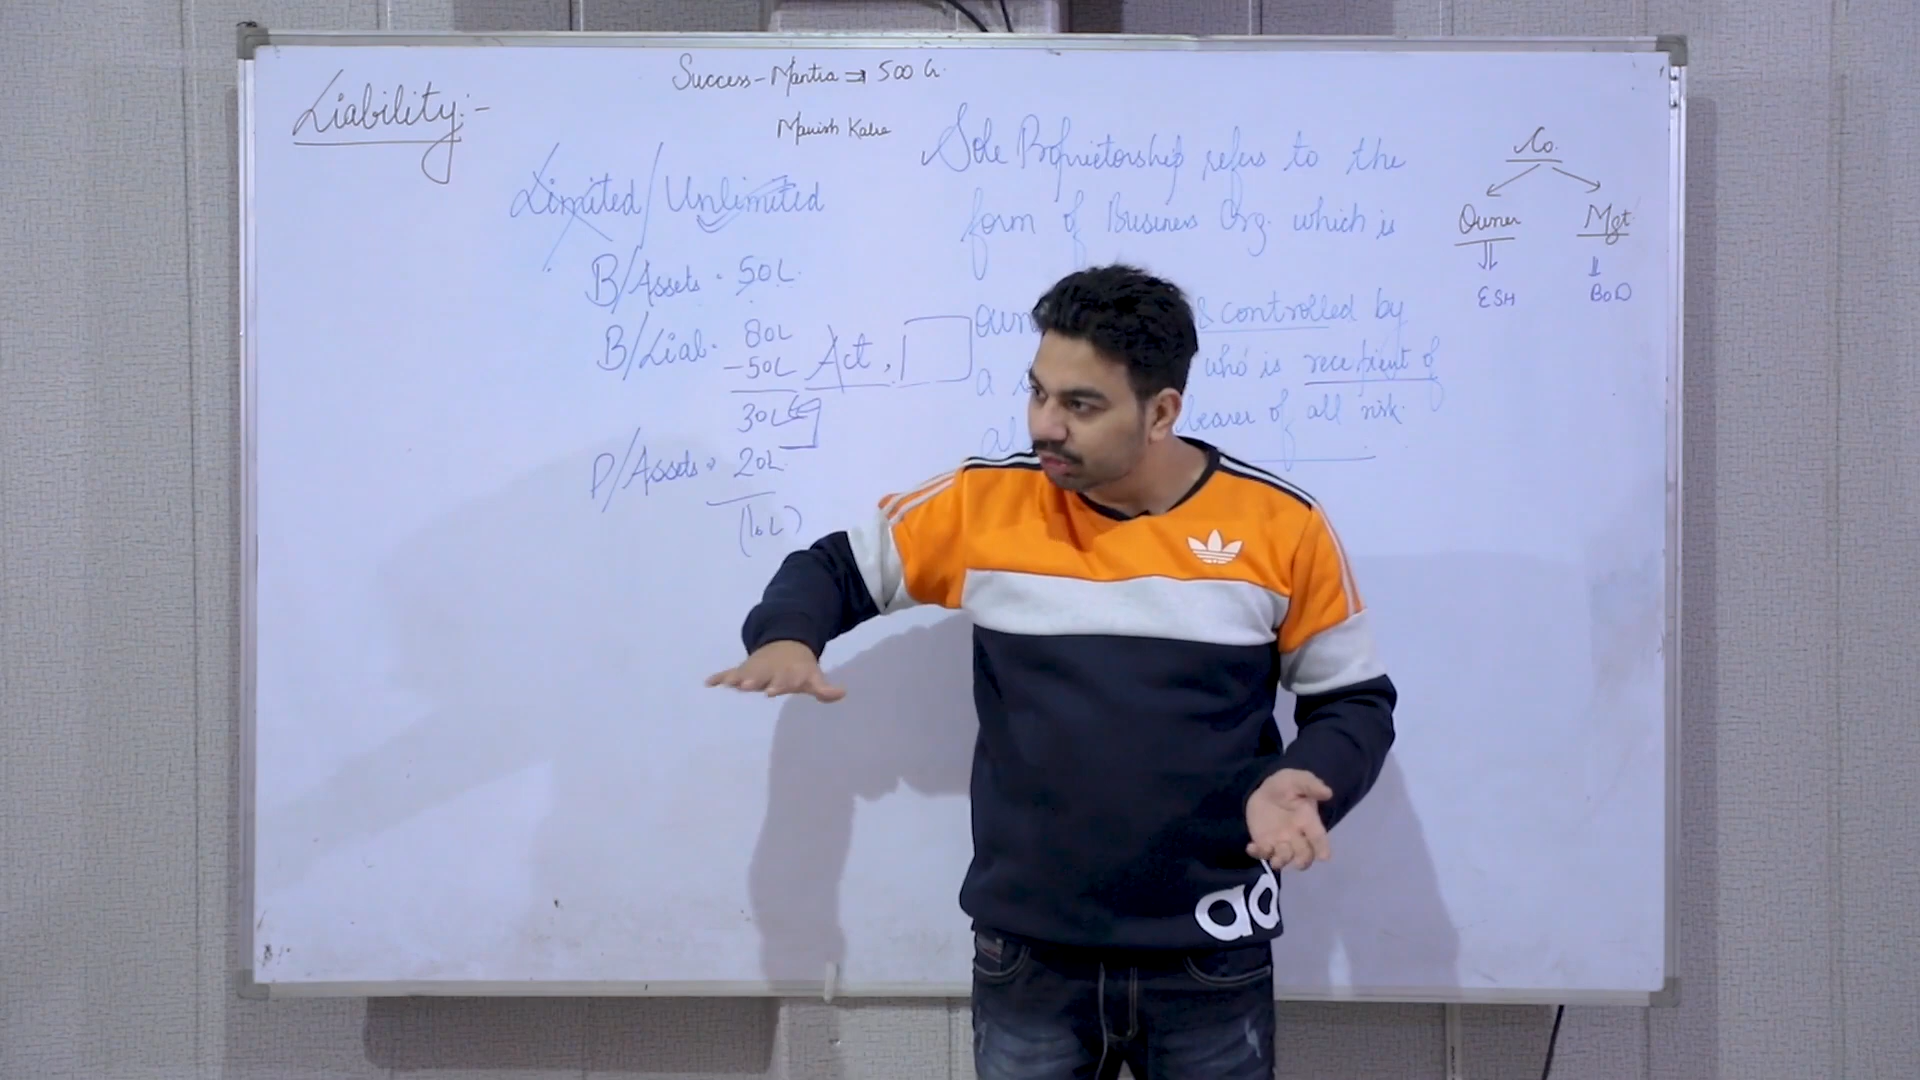 Liability:-
Success-Mantra ⇒ 500 Cr.
Manish Kalra
Limited/Unlimited
B/Assets - 50L
B/Liab - 80L
-50L
30L
P/Assets - 20L
(10L)
Act,
Sole Proprietorship refers to the
form of Business Org. which is
& controlled by
a who is recepient of
bearer of all risk.
Co.
Owner Mgt
ESH BOD
ad